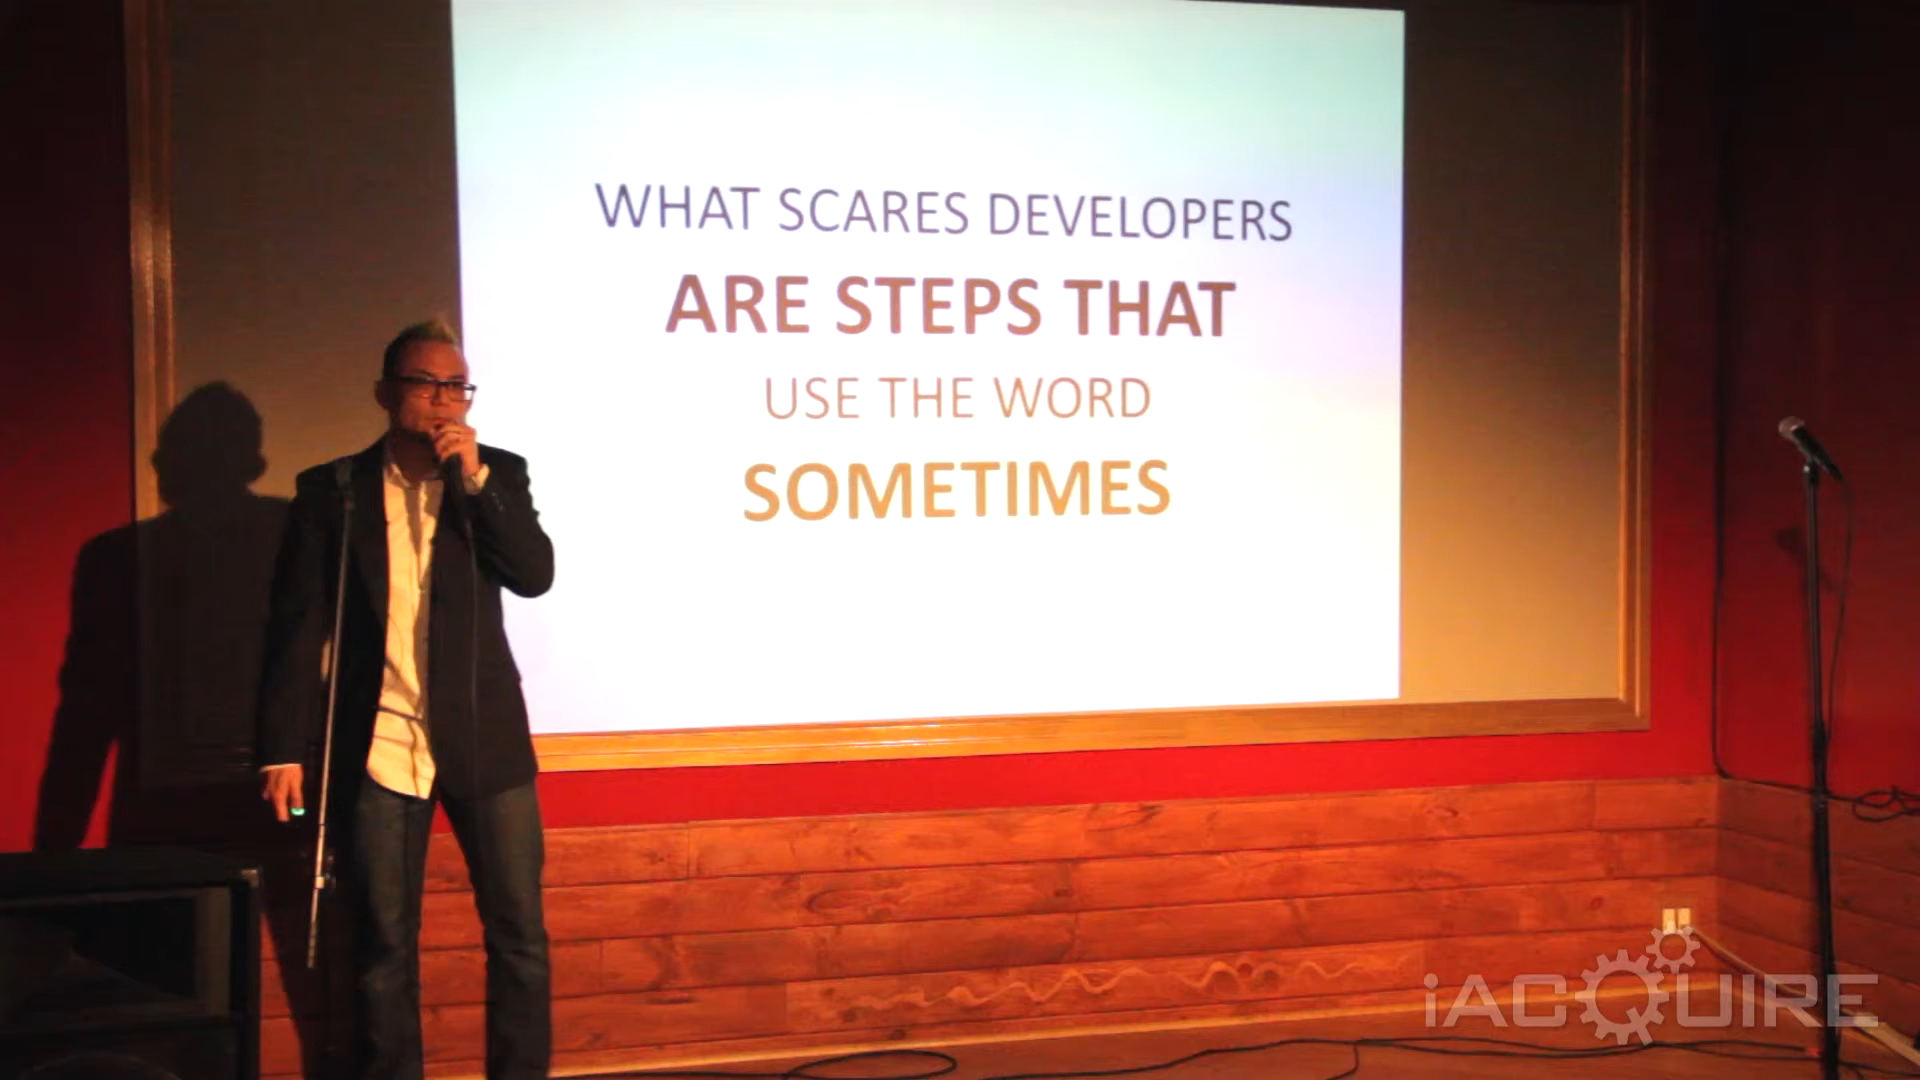 WHAT SCARES DEVELOPERS
ARE STEPS THAT
USE THE WORD
SOMETIMES
iACQUIRE